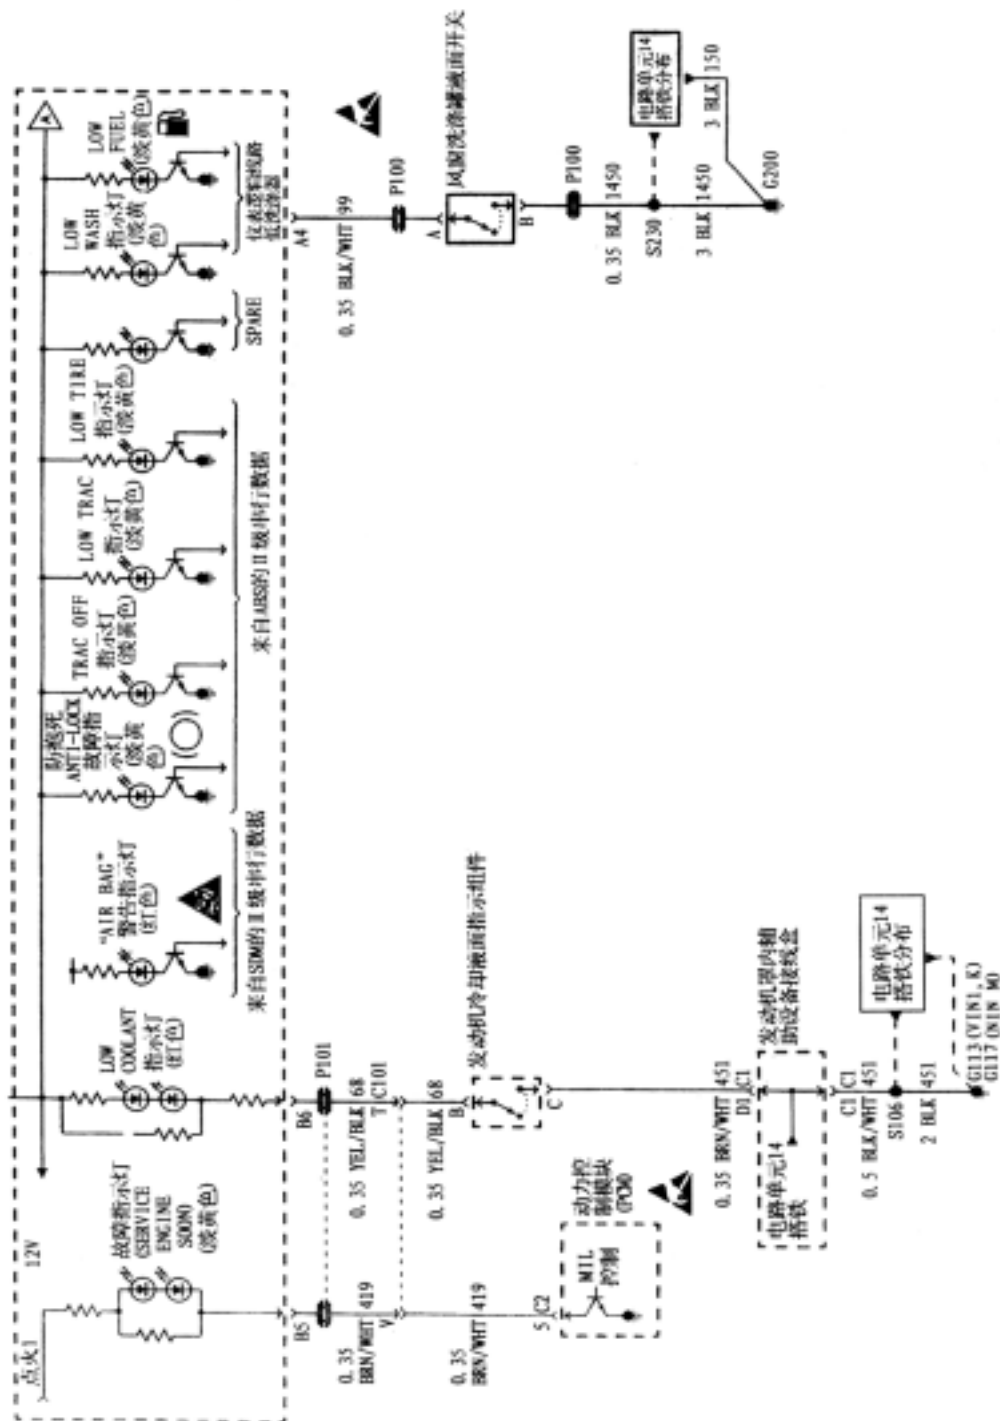 点火1
12V
故障指示灯
(SERVICE
ENGINE
SOON)
(淡黄色)
LOW
COOLANT
指示灯
(红色)
"AIR BAG"
警告指示灯
(红色)
防抱死
ANTI-LOCK
故障指
示灯
(淡黄
色)
TRAC OFF
指示灯
(淡黄色)
LOW TRAC
指示灯
(淡黄色)
LOW TIRE
指示灯
(淡黄色)
LOW
WASH
指示灯
(淡黄
色)
LOW
FUEL
(淡黄色)
A
来自SDM的Ⅱ级串行数据
来自ABS的Ⅱ级串行数据
SPARE
仪表
低洗涤器
B5
0.35
BRN/WHT 419
V
0.35
BRN/WHT 419
5 C2
MIL
控制
动力控
制模块
(PCM)
B6
P101
0.35 YEL/BLK 68
T C101
0.35 YEL/BLK 68
B
发动机冷却液面指示组件
C
0.35 BRN/WHT 451
D1 C1
发动机罩内辅
助设备接线盒
电路单元14
搭铁
C1 C1
0.5 BLK/WHT 451
S106
2 BLK 451
电路单元14
搭铁分布
G113(VIN1,K)
G117(NIN M)
A4
0.35 BLK/WHT 99
P100
A
风窗洗涤罐液面开关
B
P100
0.35 BLK 1450
S230
3 BLK 1450
电路单元14
搭铁分布
3 BLK 150
G200